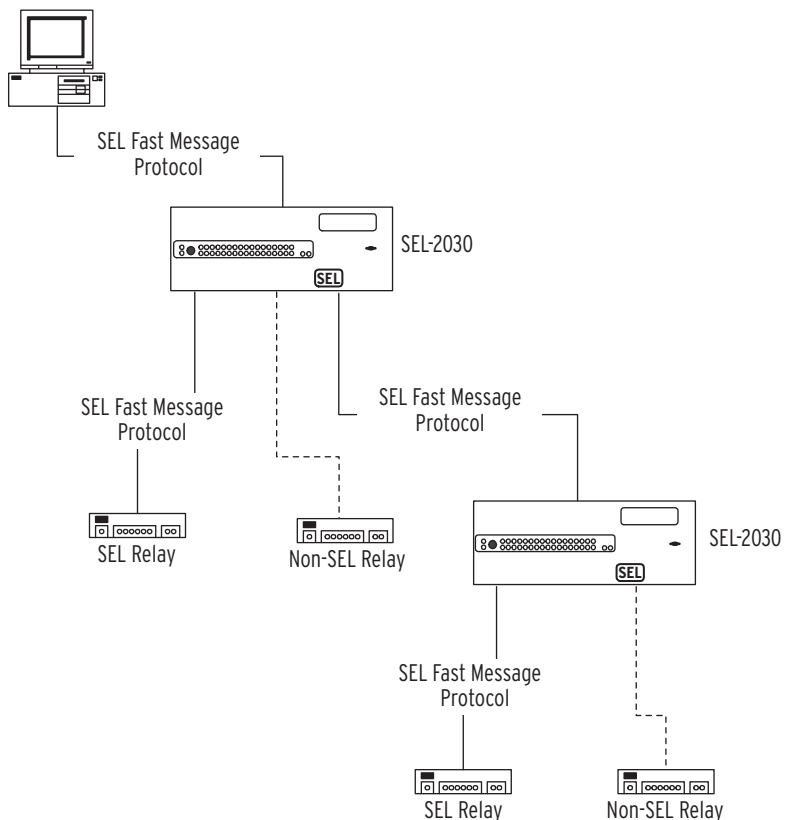 SEL Fast Message
Protocol
SEL-2030
SEL
SEL Fast Message
Protocol
SEL Fast Message
Protocol
SEL Relay
Non-SEL Relay
SEL-2030
SEL
SEL Fast Message
Protocol
SEL Relay
Non-SEL Relay